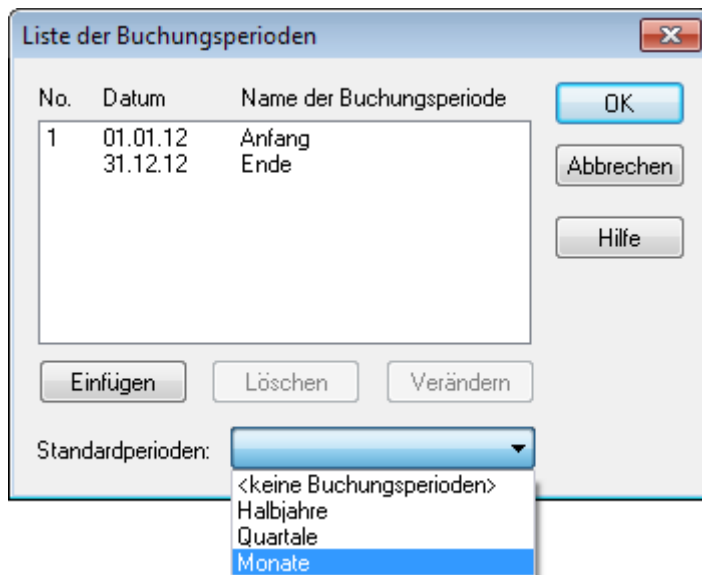 Liste der Buchungsperioden
No. Datum Name der Buchungsperiode
1 01.01.12 Anfang
31.12.12 Ende
OK
Abbrechen
Hilfe
Einfügen Löschen Verändern
Standardperioden:
<keine Buchungsperioden>
Halbjahre
Quartale
Monate